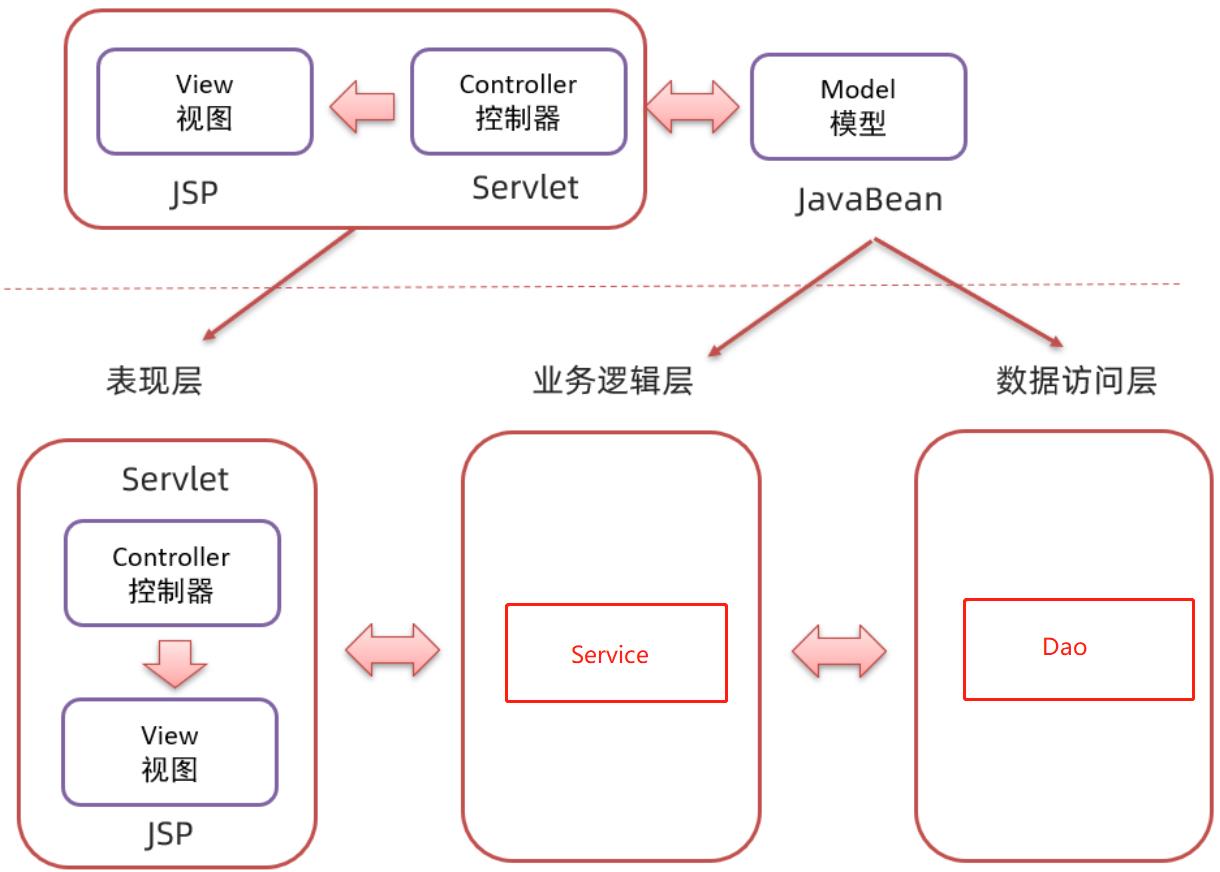 View
视图
Controller
控制器
Model
模型
JSP
Servlet
JavaBean
表现层
业务逻辑层
数据访问层
Servlet
Controller
控制器
View
视图
JSP
Service
Dao